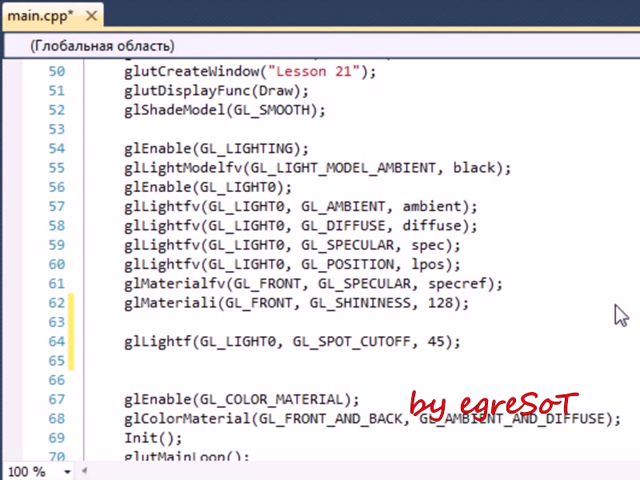 main.cpp*
(Глобальная область)
50 glutCreateWindow("Lesson 21");
51 glutDisplayFunc(Draw);
52 glShadeModel(GL_SMOOTH);
53
54 glEnable(GL_LIGHTING);
55 glLightModelfv(GL_LIGHT_MODEL_AMBIENT, black);
56 glEnable(GL_LIGHT0);
57 glLightfv(GL_LIGHT0, GL_AMBIENT, ambient);
58 glLightfv(GL_LIGHT0, GL_DIFFUSE, diffuse);
59 glLightfv(GL_LIGHT0, GL_SPECULAR, spec);
60 glLightfv(GL_LIGHT0, GL_POSITION, lpos);
61 glMaterialfv(GL_FRONT, GL_SPECULAR, specref);
62 glMateriali(GL_FRONT, GL_SHININESS, 128);
63
64 glLightf(GL_LIGHT0, GL_SPOT_CUTOFF, 45);
65
66
67 glEnable(GL_COLOR_MATERIAL);
by egreSoT
68 glColorMaterial(GL_FRONT_AND_BACK, GL_AMBIENT_AND_DIFFUSE);
69 Init();
70 glutMainLoop();
100 %